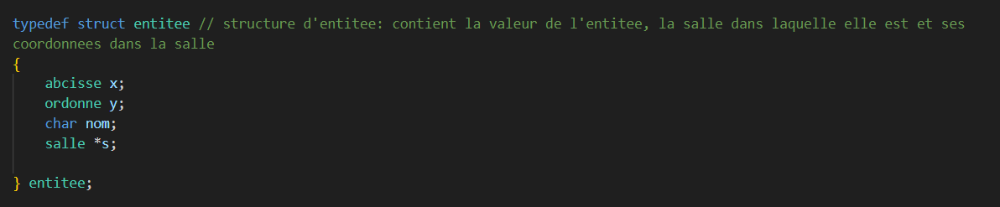 typedef struct entitee // structure d'entitee: contient la valeur de l'entitee, la salle dans laquelle elle est et ses
coordonnees dans la salle
{
    abcisse x;
    ordonne y;
    char nom;
    salle *s;

} entitee;